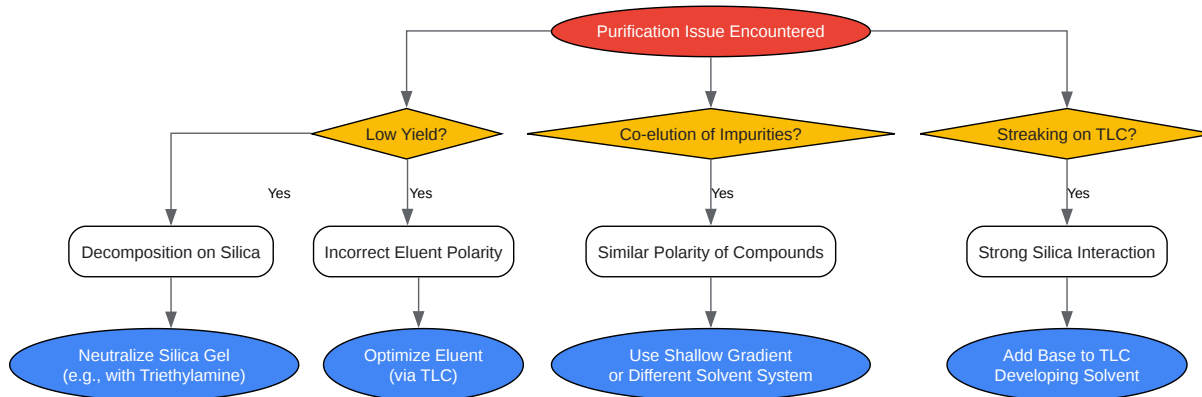 Purification Issue Encountered
Low Yield?
Co-elution of Impurities?
Streaking on TLC?
Yes
Yes
Yes
Yes
Decomposition on Silica
Incorrect Eluent Polarity
Similar Polarity of Compounds
Strong Silica Interaction
Neutralize Silica Gel
(e.g., with Triethylamine)
Optimize Eluent
(via TLC)
Use Shallow Gradient
or Different Solvent System
Add Base to TLC
Developing Solvent